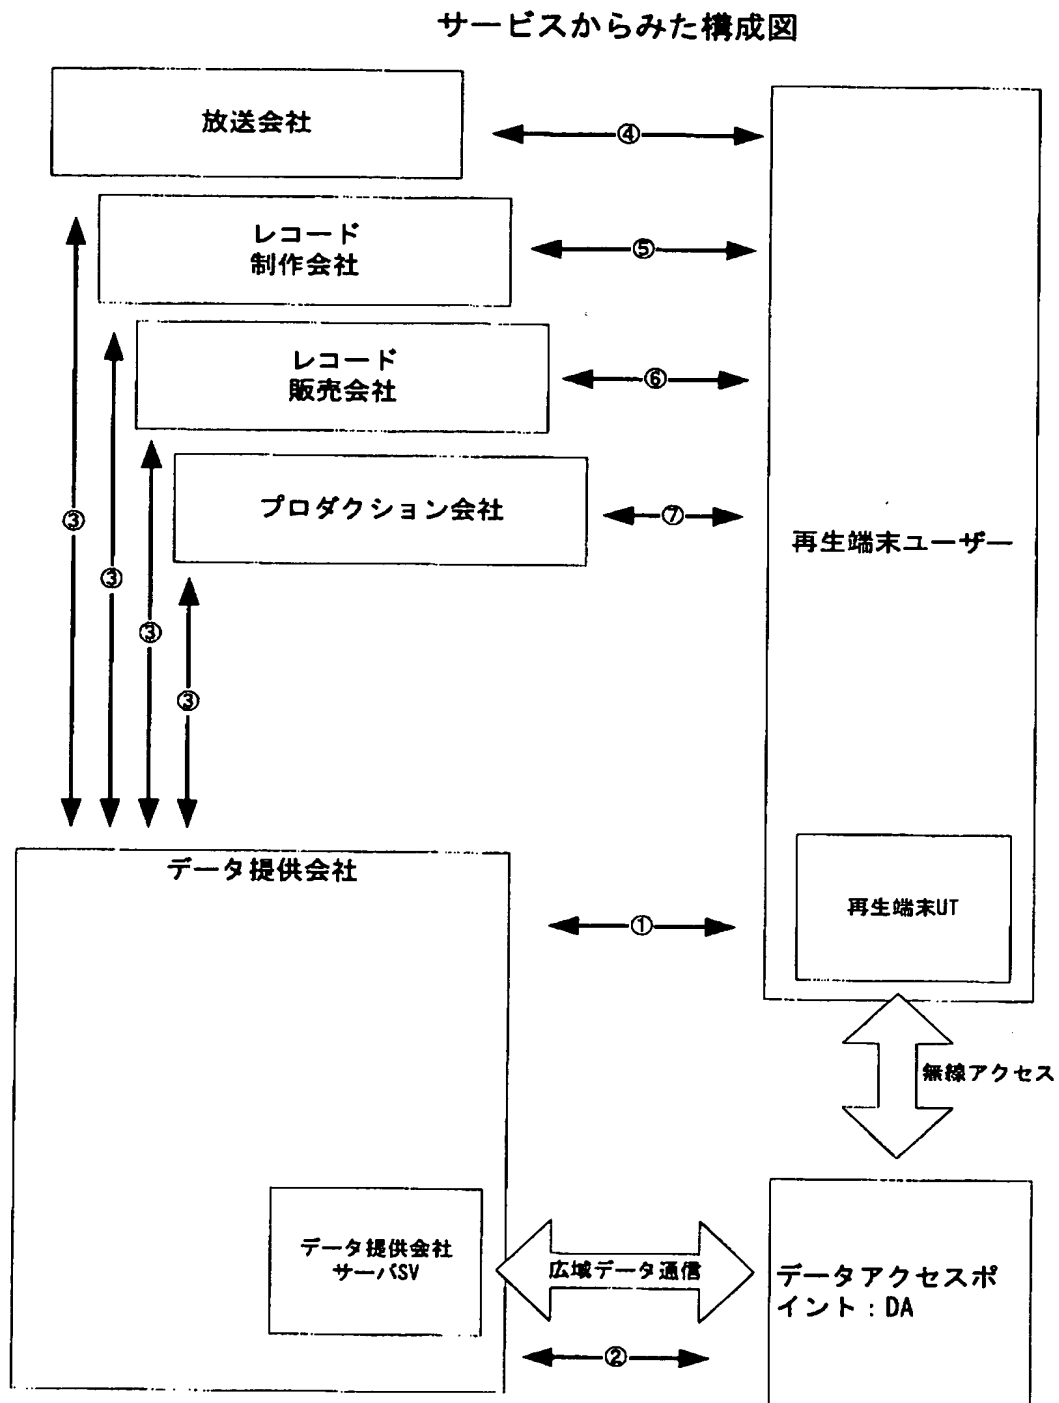 サービスからみた構成図
放送会社
④
レコード
制作会社
⑤
レコード
販売会社
⑥
プロダクション会社
⑦
③
③
③
③
再生端末ユーザー
データ提供会社
①
再生端末UT
無線アクセス
データ提供会社
サーバSV
広域データ通信
データアクセスポ
イント：DA
②